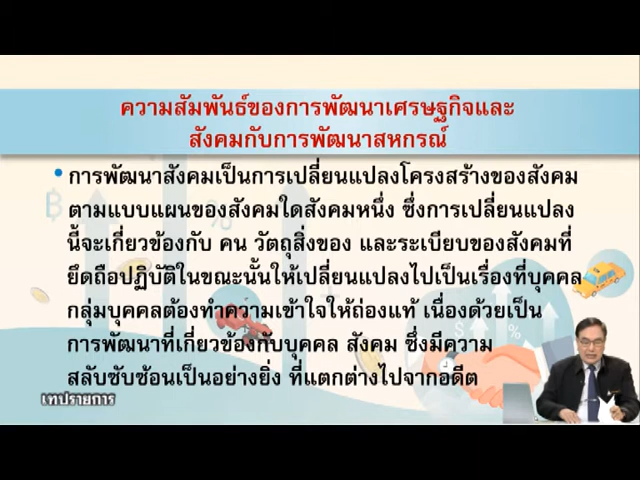 ความสัมพันธ์ของการพัฒนาเศรษฐกิจและ
สังคมกับการพัฒนาสหกรณ์
• การพัฒนาสังคมเป็นการเปลี่ยนแปลงโครงสร้างของสังคม
ตามแบบแผนของสังคมใดสังคมหนึ่ง ซึ่งการเปลี่ยนแปลง
นี้จะเกี่ยวข้องกับ คน วัตถุสิ่งของ และระเบียบของสังคมที่
ยึดถือปฏิบัติในขณะนั้นให้เปลี่ยนแปลงไปเป็นเรื่องที่บุคคล
กลุ่มบุคคลต้องทำความเข้าใจให้ถ่องแท้ เนื่องด้วยเป็น
การพัฒนาที่เกี่ยวข้องกับบุคคล สังคม ซึ่งมีความ
สลับซับซ้อนเป็นอย่างยิ่ง ที่แตกต่างไปจากอดีต
เทปรายการ